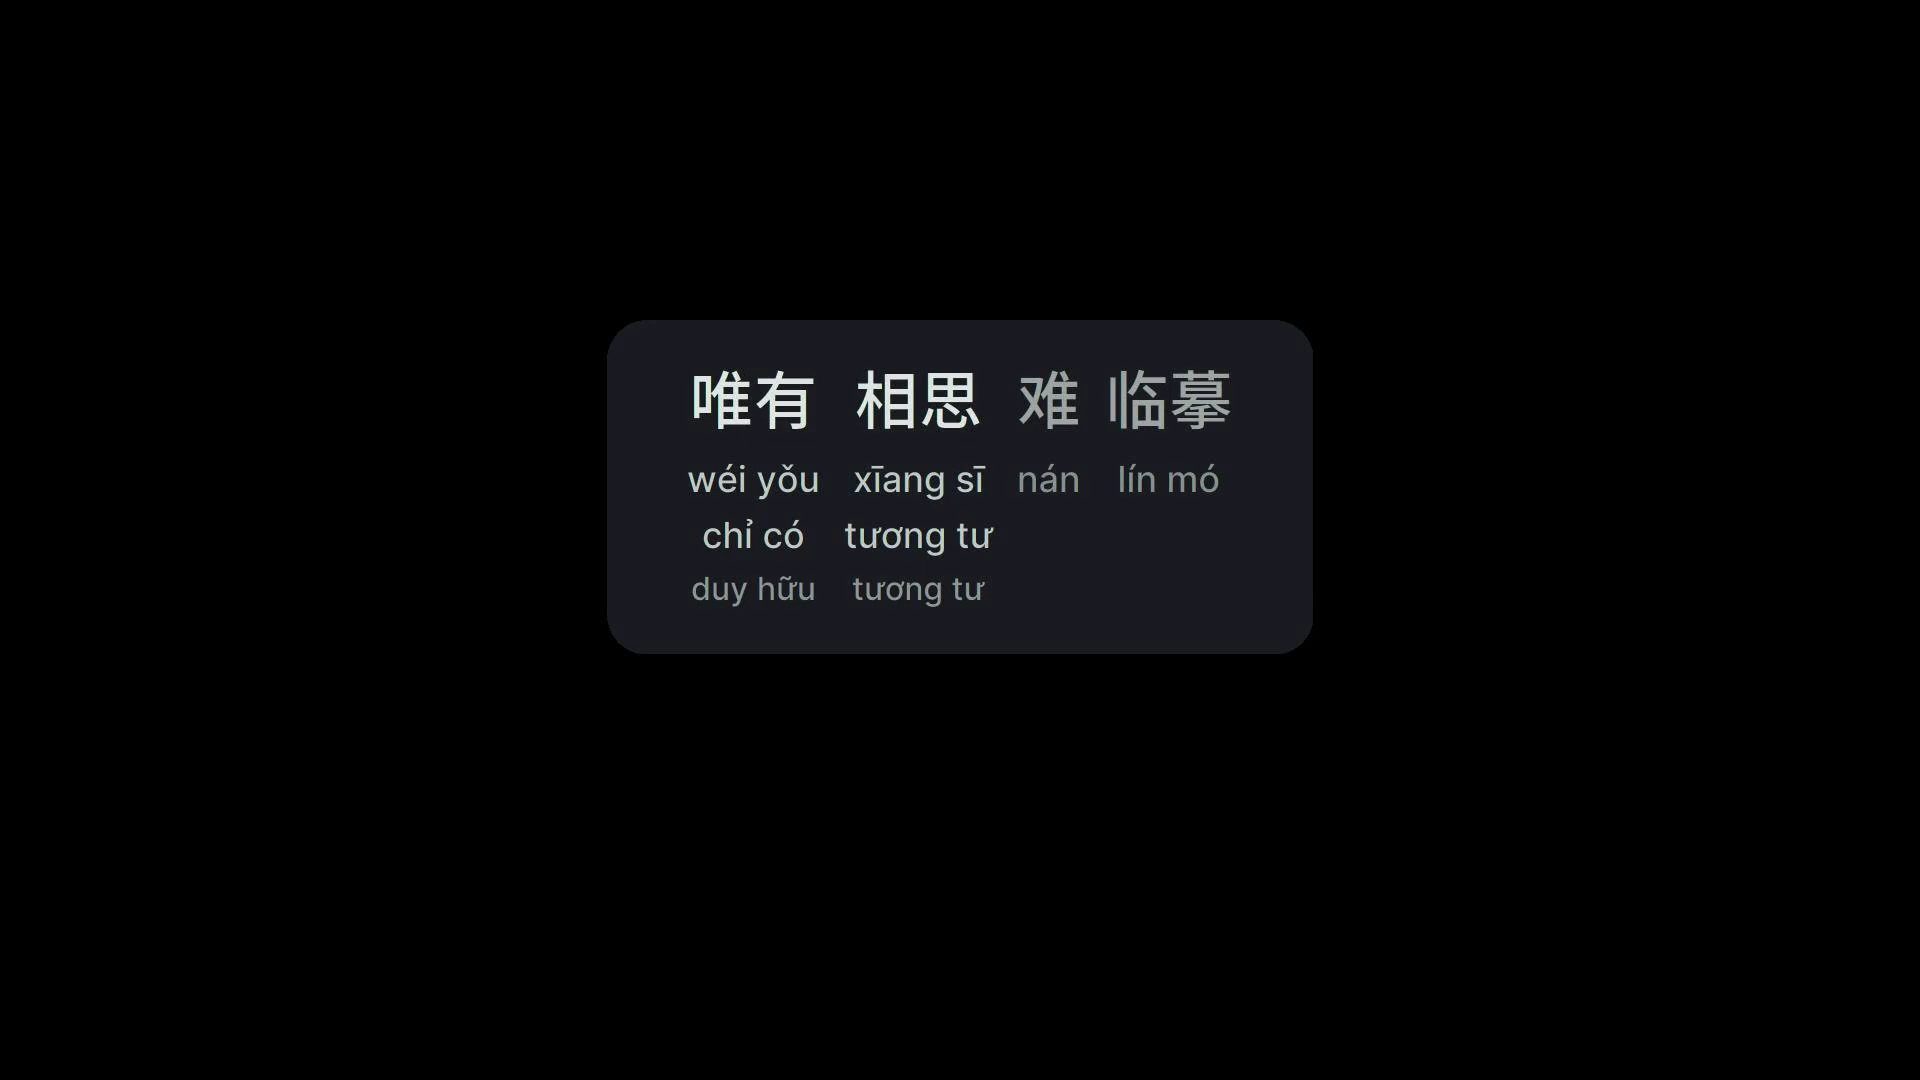 唯有 相思 难 临摹
wéi yǒu xīang sī nán lín mó
chỉ có tương tư
duy hữu tương tư